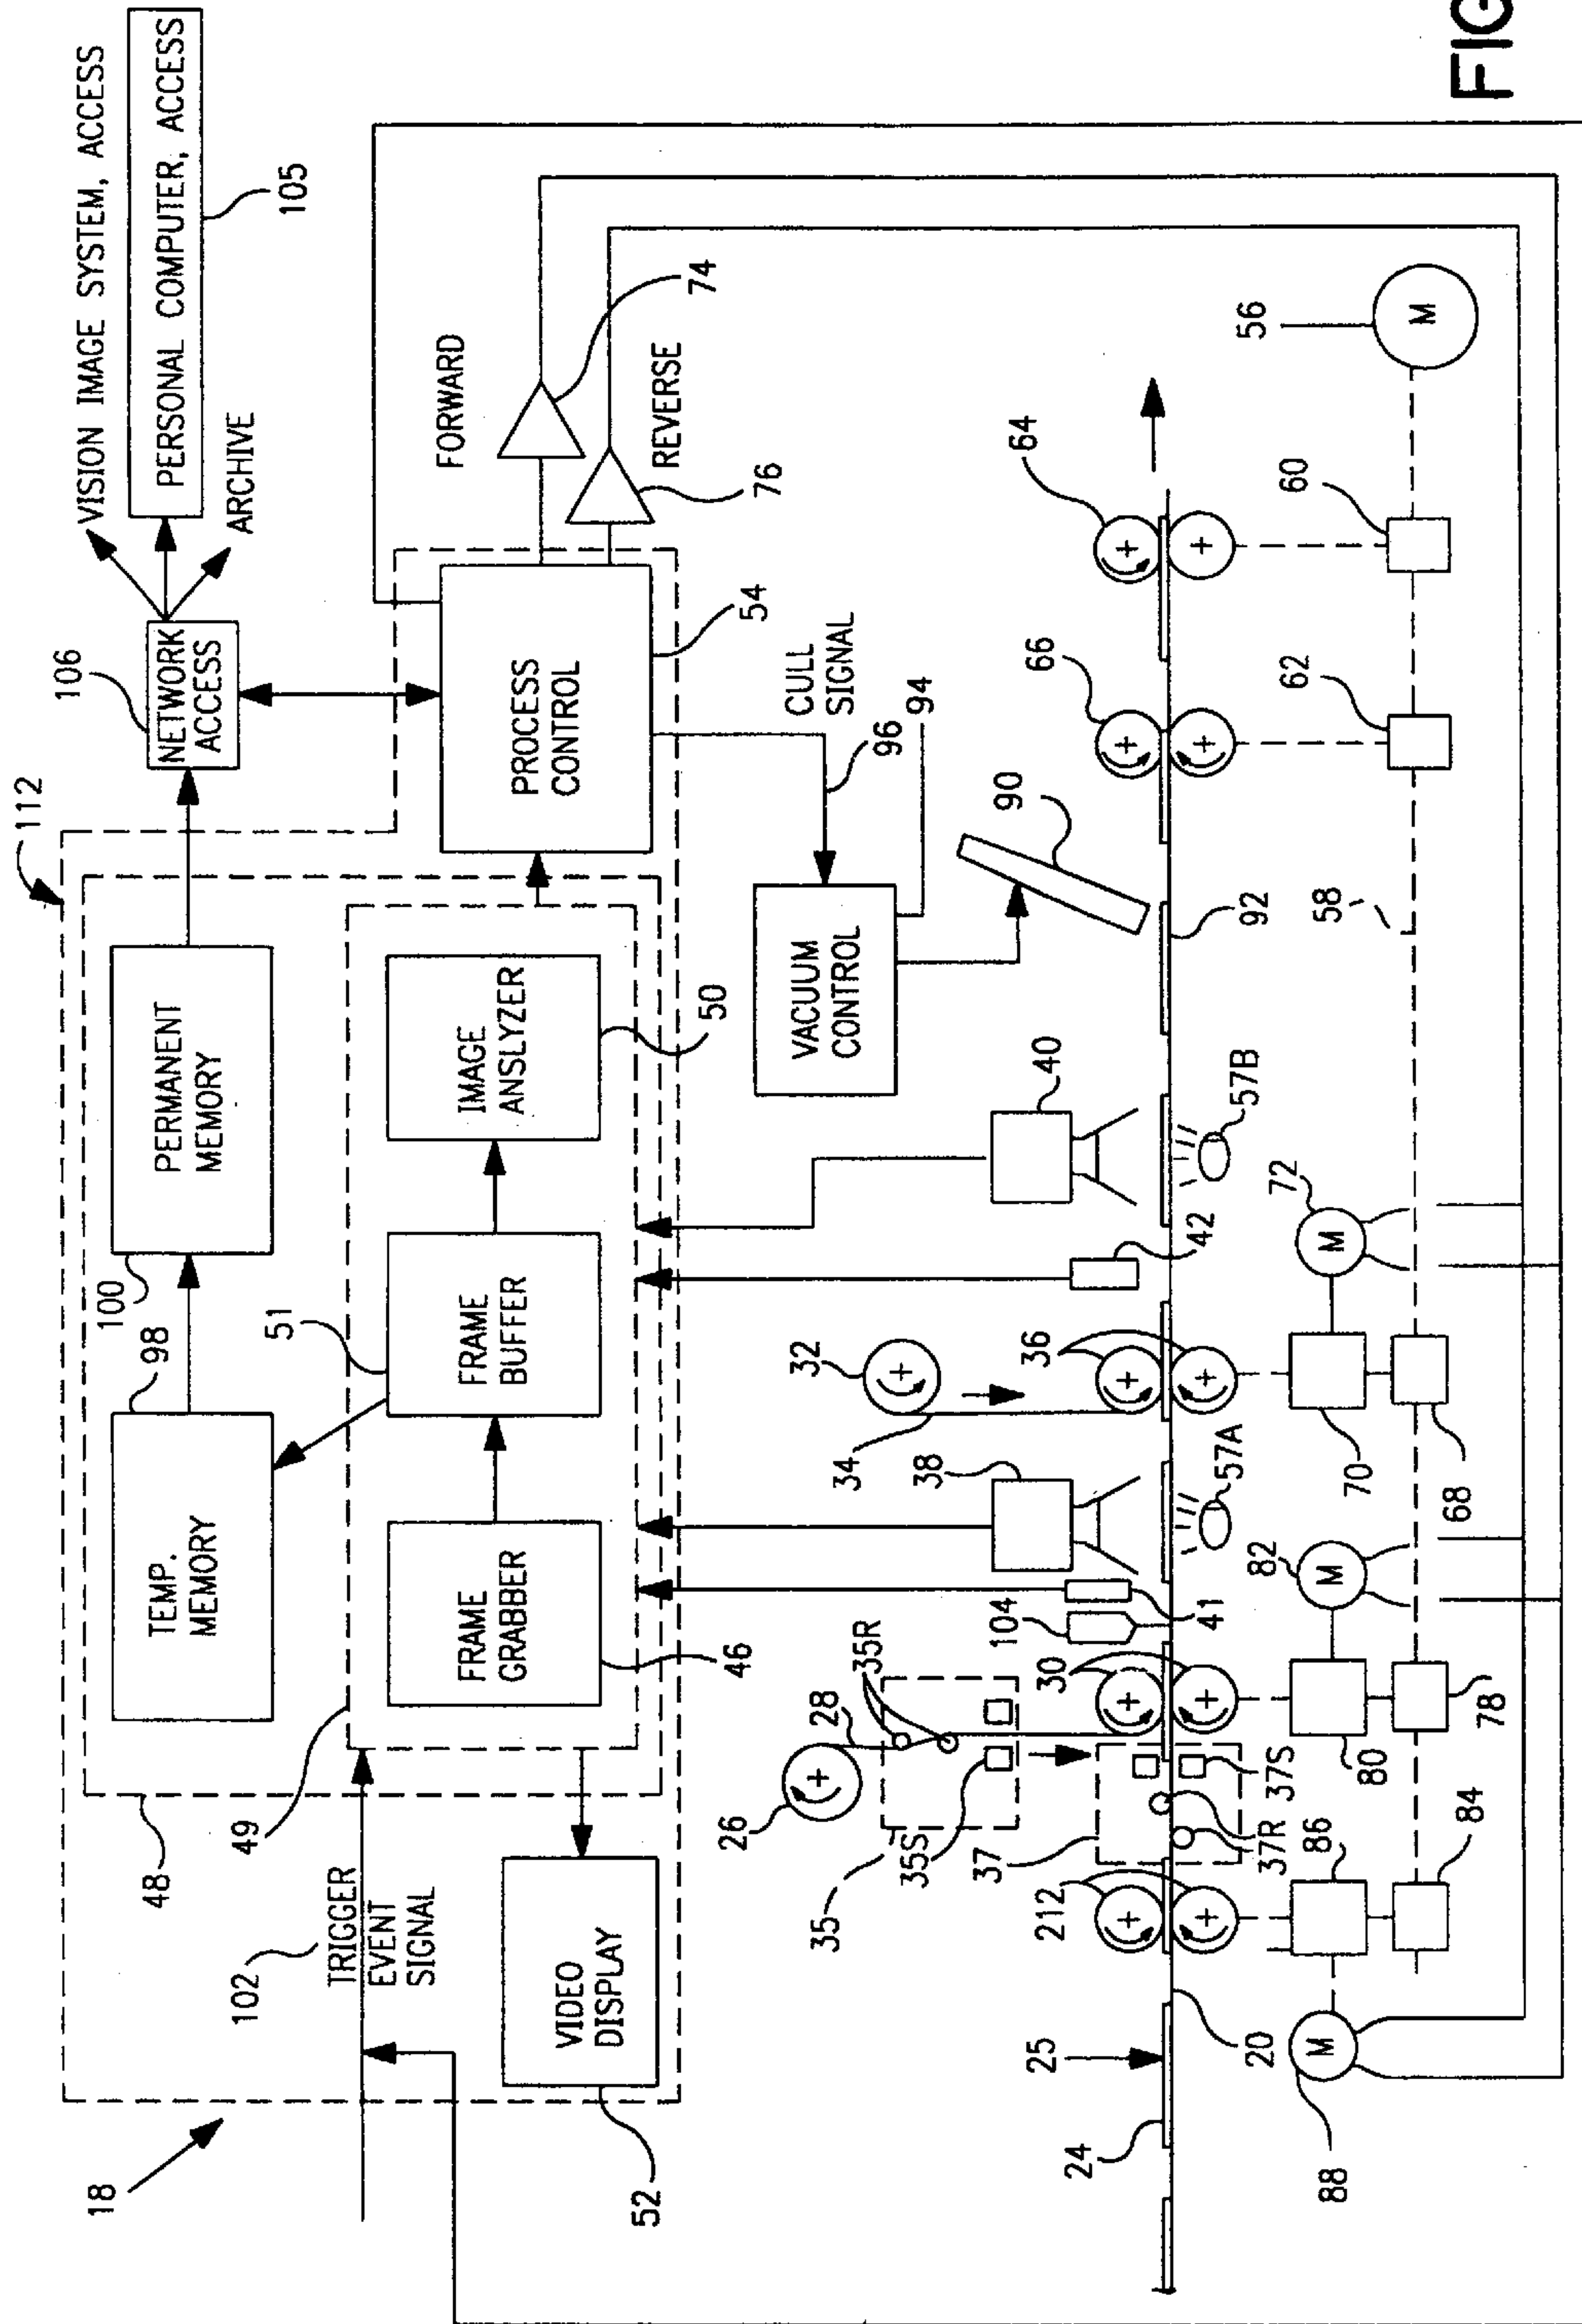 112
106
VISION IMAGE SYSTEM, ACCESS
PERSONAL COMPUTER, ACCESS
105
NETWORK
ACCESS
ARCHIVE
18
48
49
98
100
TEMP.
MEMORY
PERMANENT
MEMORY
51
FRAME
GRABBER
46
FRAME
BUFFER
IMAGE
ANSLYZER
50
102
TRIGGER
EVENT
SIGNAL
VIDEO
DISPLAY
52
PROCESS
CONTROL
54
FORWARD
74
REVERSE
76
CULL
SIGNAL
96
94
VACUUM
CONTROL
90
92
26
28
35R
35
35S
37
37S
37R
30
104
41
38
57A
32
34
36
42
40
57B
66
64
24
25
20
212
88
M
86
84
82
M
80
78
72
M
70
68
58
62
60
56
M
FIG